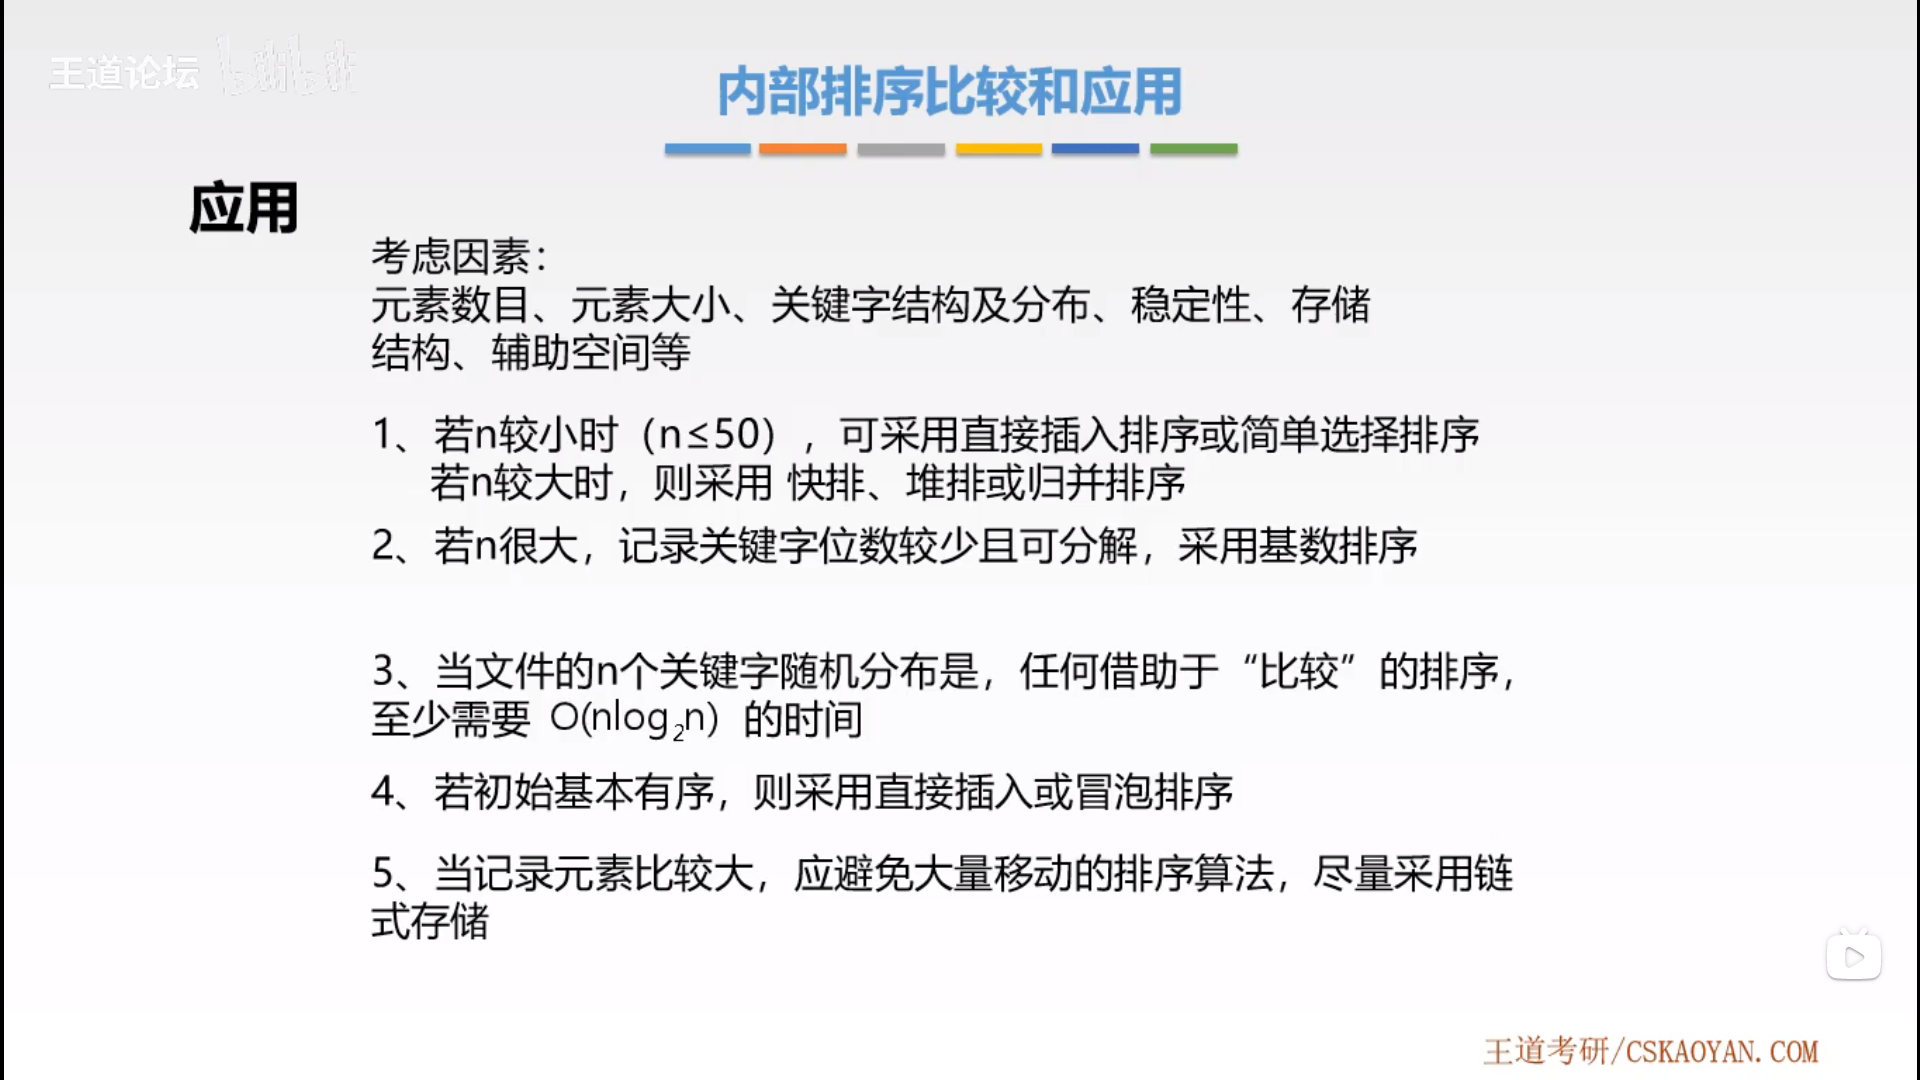 王道论坛 bilibili
内部排序比较和应用
应用
考虑因素：
元素数目、元素大小、关键字结构及分布、稳定性、存储
结构、辅助空间等
1、若n较小时（n≤50），可采用直接插入排序或简单选择排序
若n较大时，则采用 快排、堆排或归并排序
2、若n很大，记录关键字位数较少且可分解，采用基数排序
3、当文件的n个关键字随机分布是，任何借助于“比较”的排序，
至少需要 O(nlog₂n) 的时间
4、若初始基本有序，则采用直接插入或冒泡排序
5、当记录元素比较大，应避免大量移动的排序算法，尽量采用链
式存储
王道考研/CSKAOYAN.COM